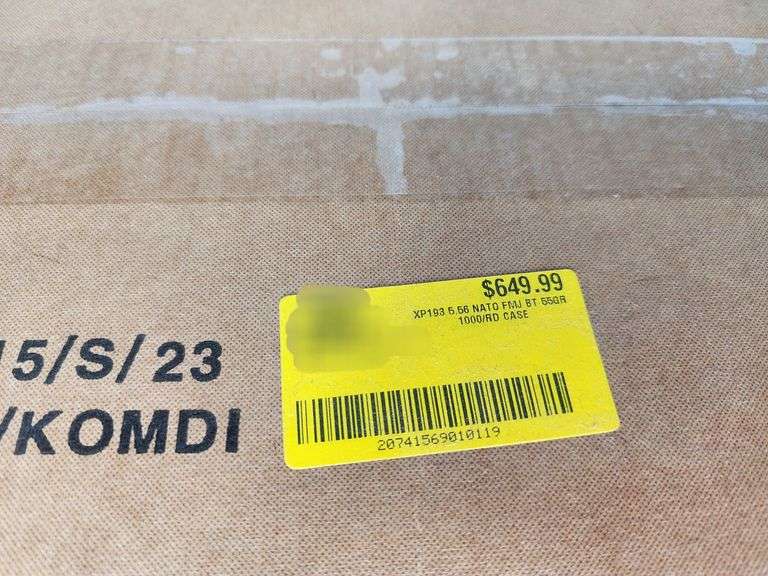 $649.99
XP193 5.56 NATO FMJ BT 55GR
1000/RD CASE
15/S/23
/KOMDI
20741569010119